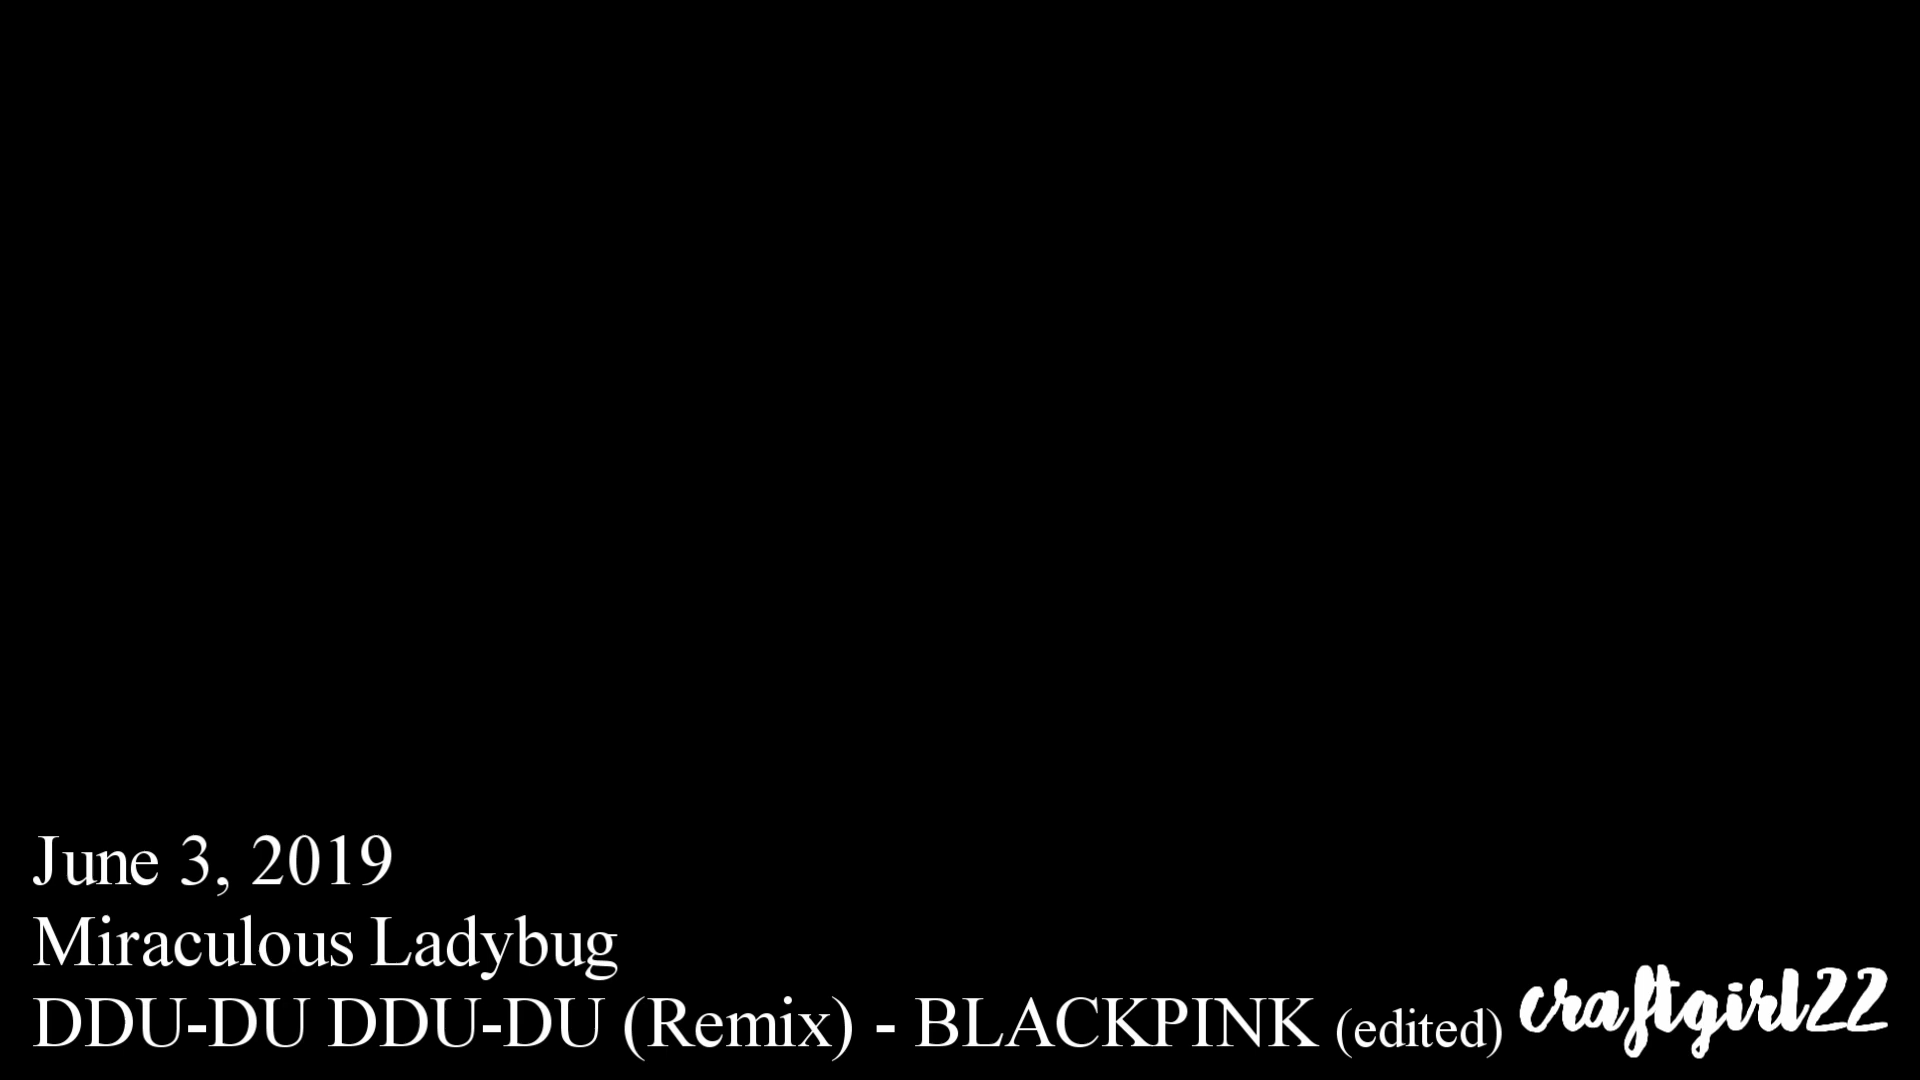 June 3, 2019
Miraculous Ladybug
DDU-DU DDU-DU (Remix) - BLACKPINK (edited) craftgirl22